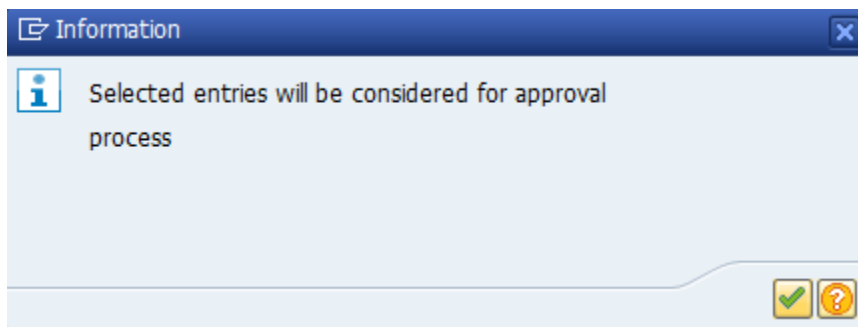 Information
Selected entries will be considered for approval
process